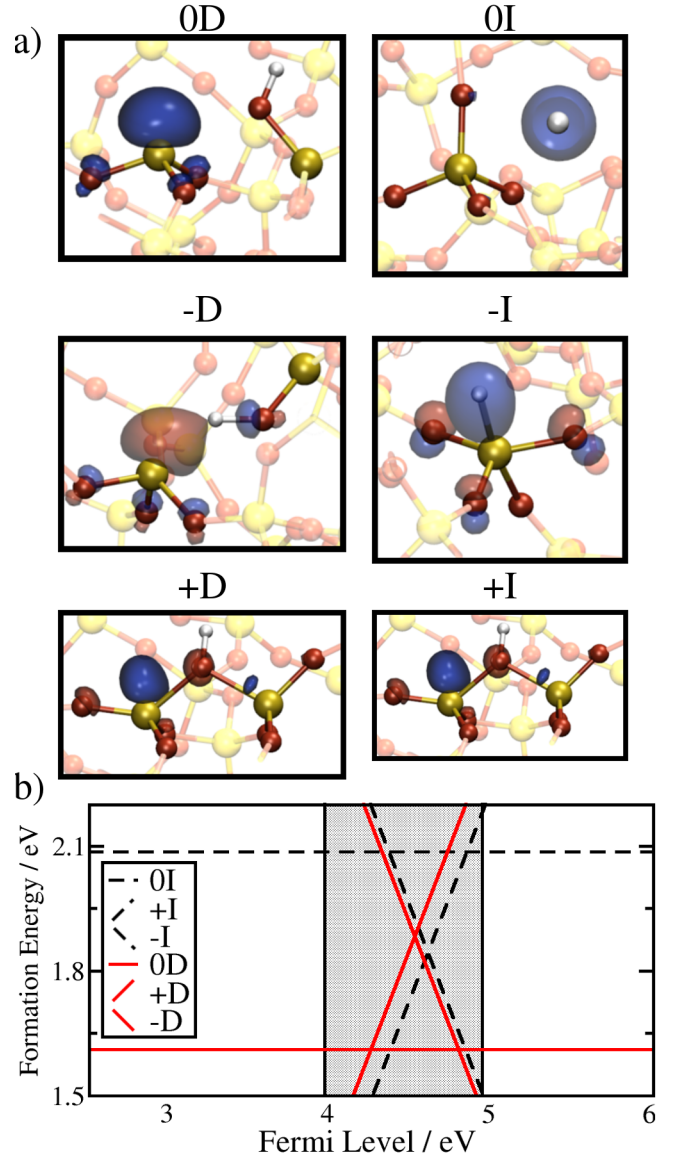 a)
0D 0I
-D -I
+D +I
b)
Formation Energy / eV
2.1
1.8
1.5
0I
+I
-I
0D
+D
-D
3 4 5 6
Fermi Level / eV